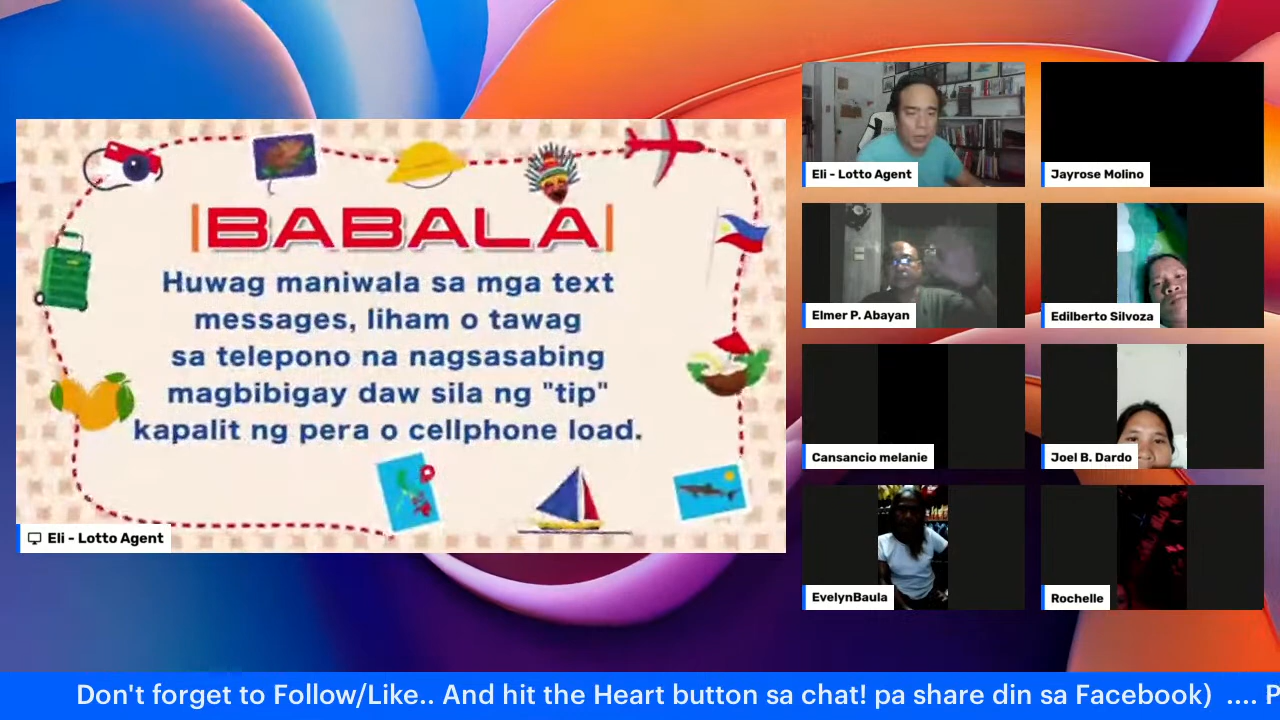 |BABALA|
Huwag maniwala sa mga text
messages, liham o tawag
sa telepono na nagsasabing
magbibigay daw sila ng "tip"
kapalit ng pera o cellphone load.
Eli - Lotto Agent
Eli - Lotto Agent
Jayrose Molino
Elmer P. Abayan
Edilberto Silvoza
Cansancio melanie
Joel B. Dardo
EvelynBaula
Rochelle
Don't forget to Follow/Like.. And hit the Heart button sa chat! pa share din sa Facebook) .... P